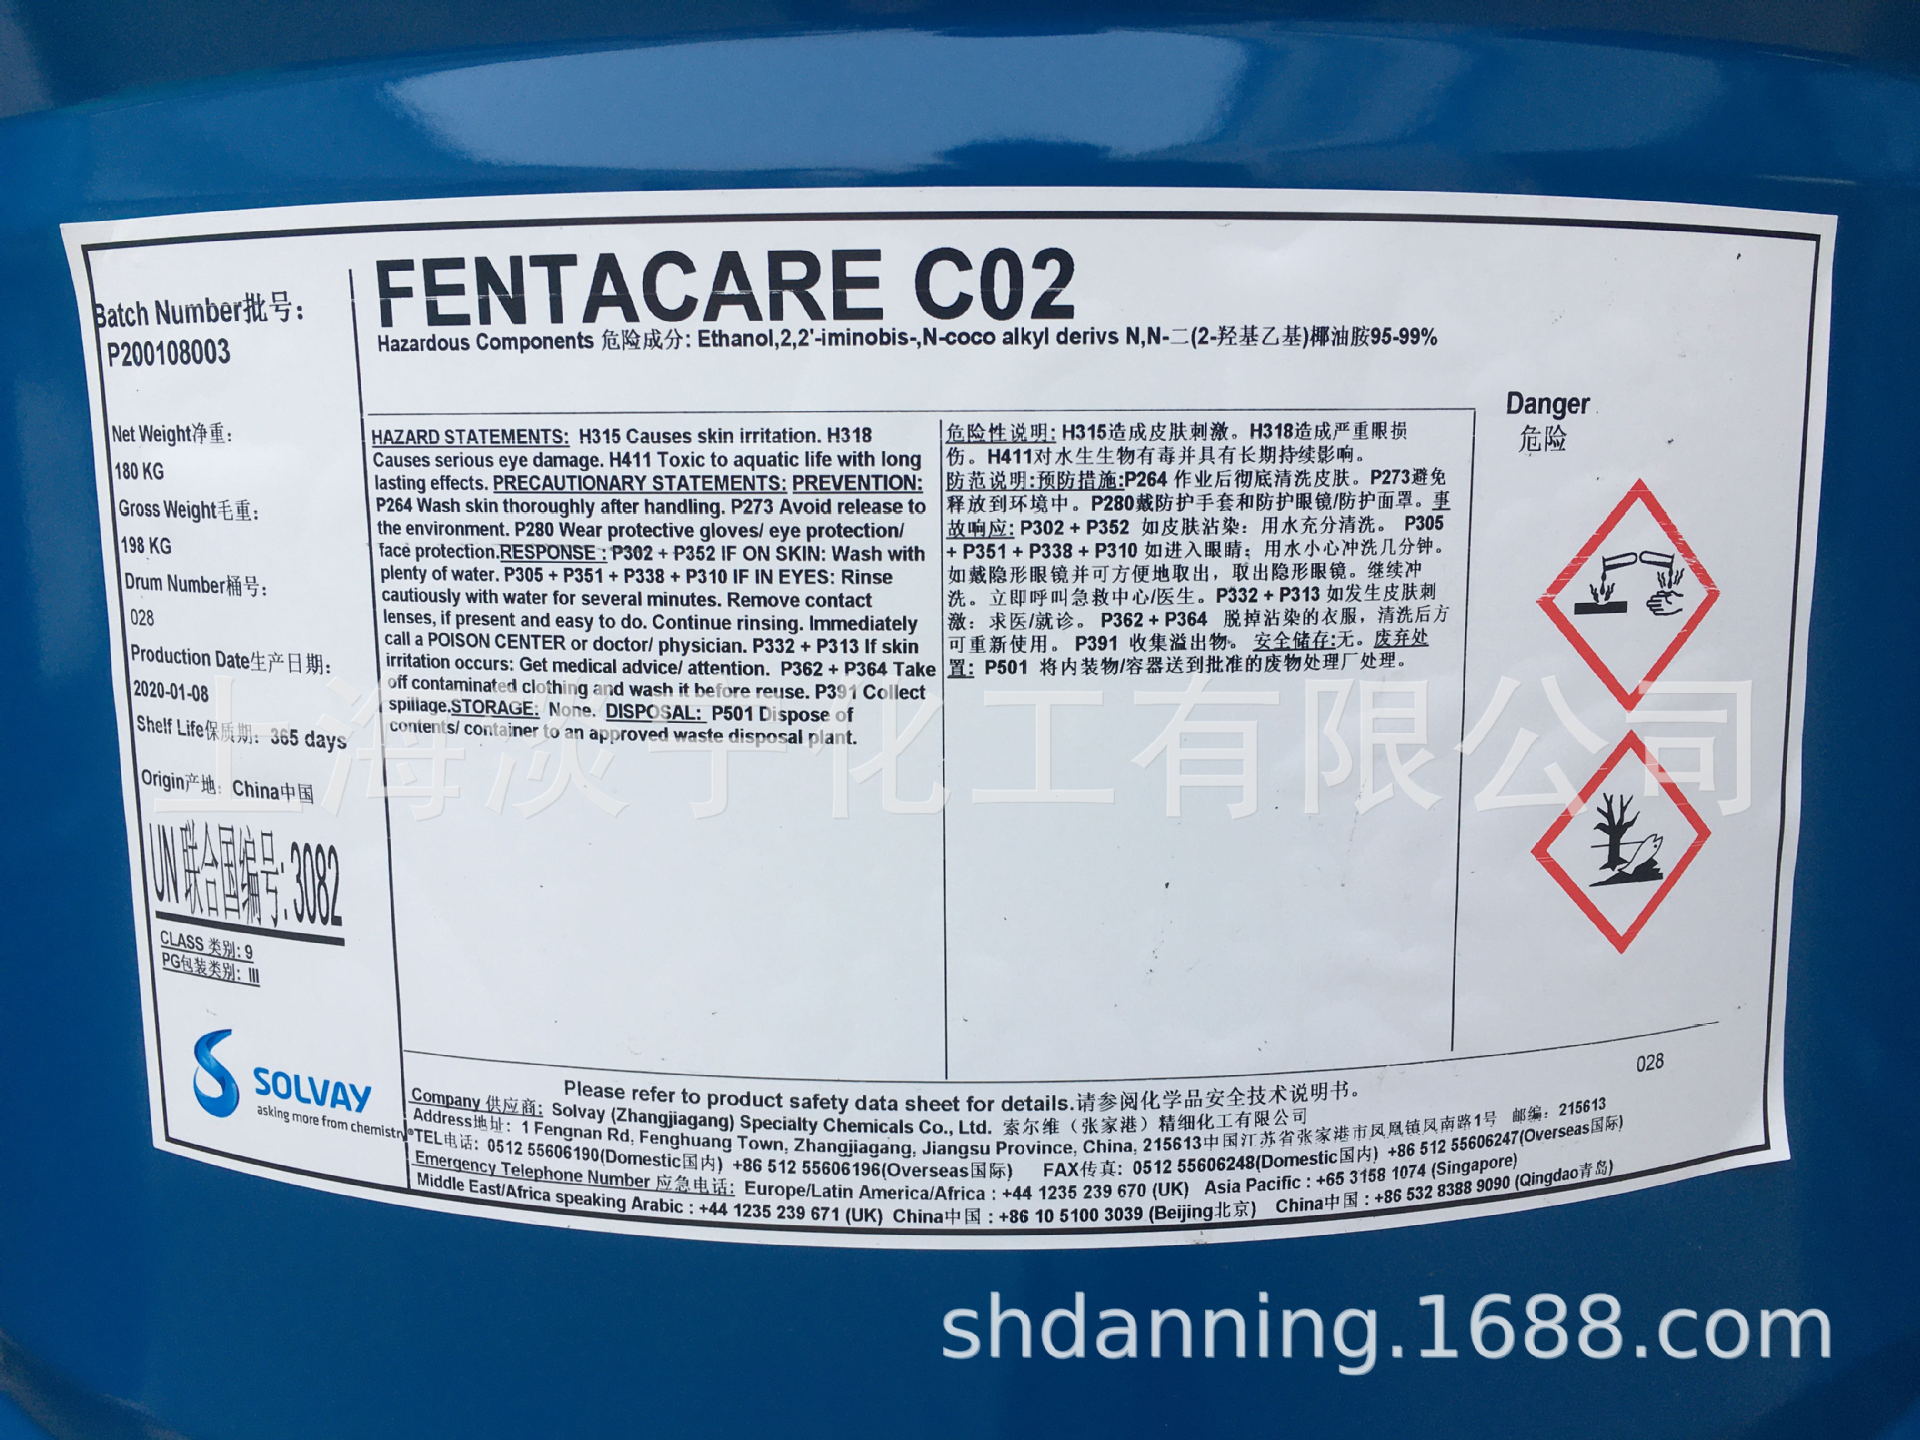 FENTACARE C02
Hazardous Components 危险成分: Ethanol,2,2'-iminobis-,N-coco alkyl derivs N,N-二(2-羟基乙基)椰油胺95-99%
Batch Number批号:
P200108003
Net Weight净重:
180 KG
Gross Weight毛重:
198 KG
Drum Number桶号:
028
Production Date生产日期:
2020-01-08
Shelf Life保质期: 365 days
Origin产地: China中国
UN 联合国编号: 3082
CLASS 类别: 9
PG包装类别: III
SOLVAY
asking more from chemistry®
HAZARD STATEMENTS: H315 Causes skin irritation. H318
Causes serious eye damage. H411 Toxic to aquatic life with long
lasting effects. PRECAUTIONARY STATEMENTS: PREVENTION:
P264 Wash skin thoroughly after handling. P273 Avoid release to
the environment. P280 Wear protective gloves/ eye protection/
face protection.RESPONSE : P302 + P352 IF ON SKIN: Wash with
plenty of water. P305 + P351 + P338 + P310 IF IN EYES: Rinse
cautiously with water for several minutes. Remove contact
lenses, if present and easy to do. Continue rinsing. Immediately
call a POISON CENTER or doctor/ physician. P332 + P313 If skin
irritation occurs: Get medical advice/ attention. P362 + P364 Take
off contaminated clothing and wash it before reuse. P391 Collect
spillage.STORAGE: None. DISPOSAL: P501 Dispose of
contents/ container to an approved waste disposal plant.
危险性说明: H315造成皮肤刺激。H318造成严重眼损
伤。H411对水生生物有毒并具有长期持续影响。
防范说明:预防措施:P264 作业后彻底清洗皮肤。P273避免
释放到环境中。P280戴防护手套和防护眼镜/防护面罩。事
故响应: P302 + P352 如皮肤沾染: 用水充分清洗。 P305
+ P351 + P338 + P310 如进入眼睛: 用水小心冲洗几分钟。
如戴隐形眼镜并可方便地取出, 取出隐形眼镜。继续冲
洗。立即呼叫急救中心/医生。P332 + P313 如发生皮肤刺
激: 求医/就诊。 P362 + P364 脱掉沾染的衣服, 清洗后方
可重新使用。 P391 收集溢出物。 安全储存:无。废弃处
置: P501 将内装物/容器送到批准的废物处理厂处理。
Danger
危险
028
Please refer to product safety data sheet for details.请参阅化学品安全技术说明书。
Company 供应商: Solvay (Zhangjiagang) Specialty Chemicals Co., Ltd. 索尔维（张家港）精细化工有限公司
Address地址: 1 Fengnan Rd, Fenghuang Town, Zhangjiagang, Jiangsu Province, China, 215613中国江苏省张家港市凤凰镇凤南路1号 邮编: 215613
TEL电话: 0512 55606190(Domestic国内) +86 512 55606196(Overseas国际) FAX传真: 0512 55606248(Domestic国内) +86 512 55606247(Overseas国际)
Emergency Telephone Number 应急电话: Europe/Latin America/Africa : +44 1235 239 670 (UK) Asia Pacific : +65 3158 1074 (Singapore)
Middle East/Africa speaking Arabic : +44 1235 239 671 (UK) China中国 : +86 10 5100 3039 (Beijing北京) China中国 : +86 532 8388 9090 (Qingdao青岛)
上海淡宁化工有限公司
shdanning.1688.com